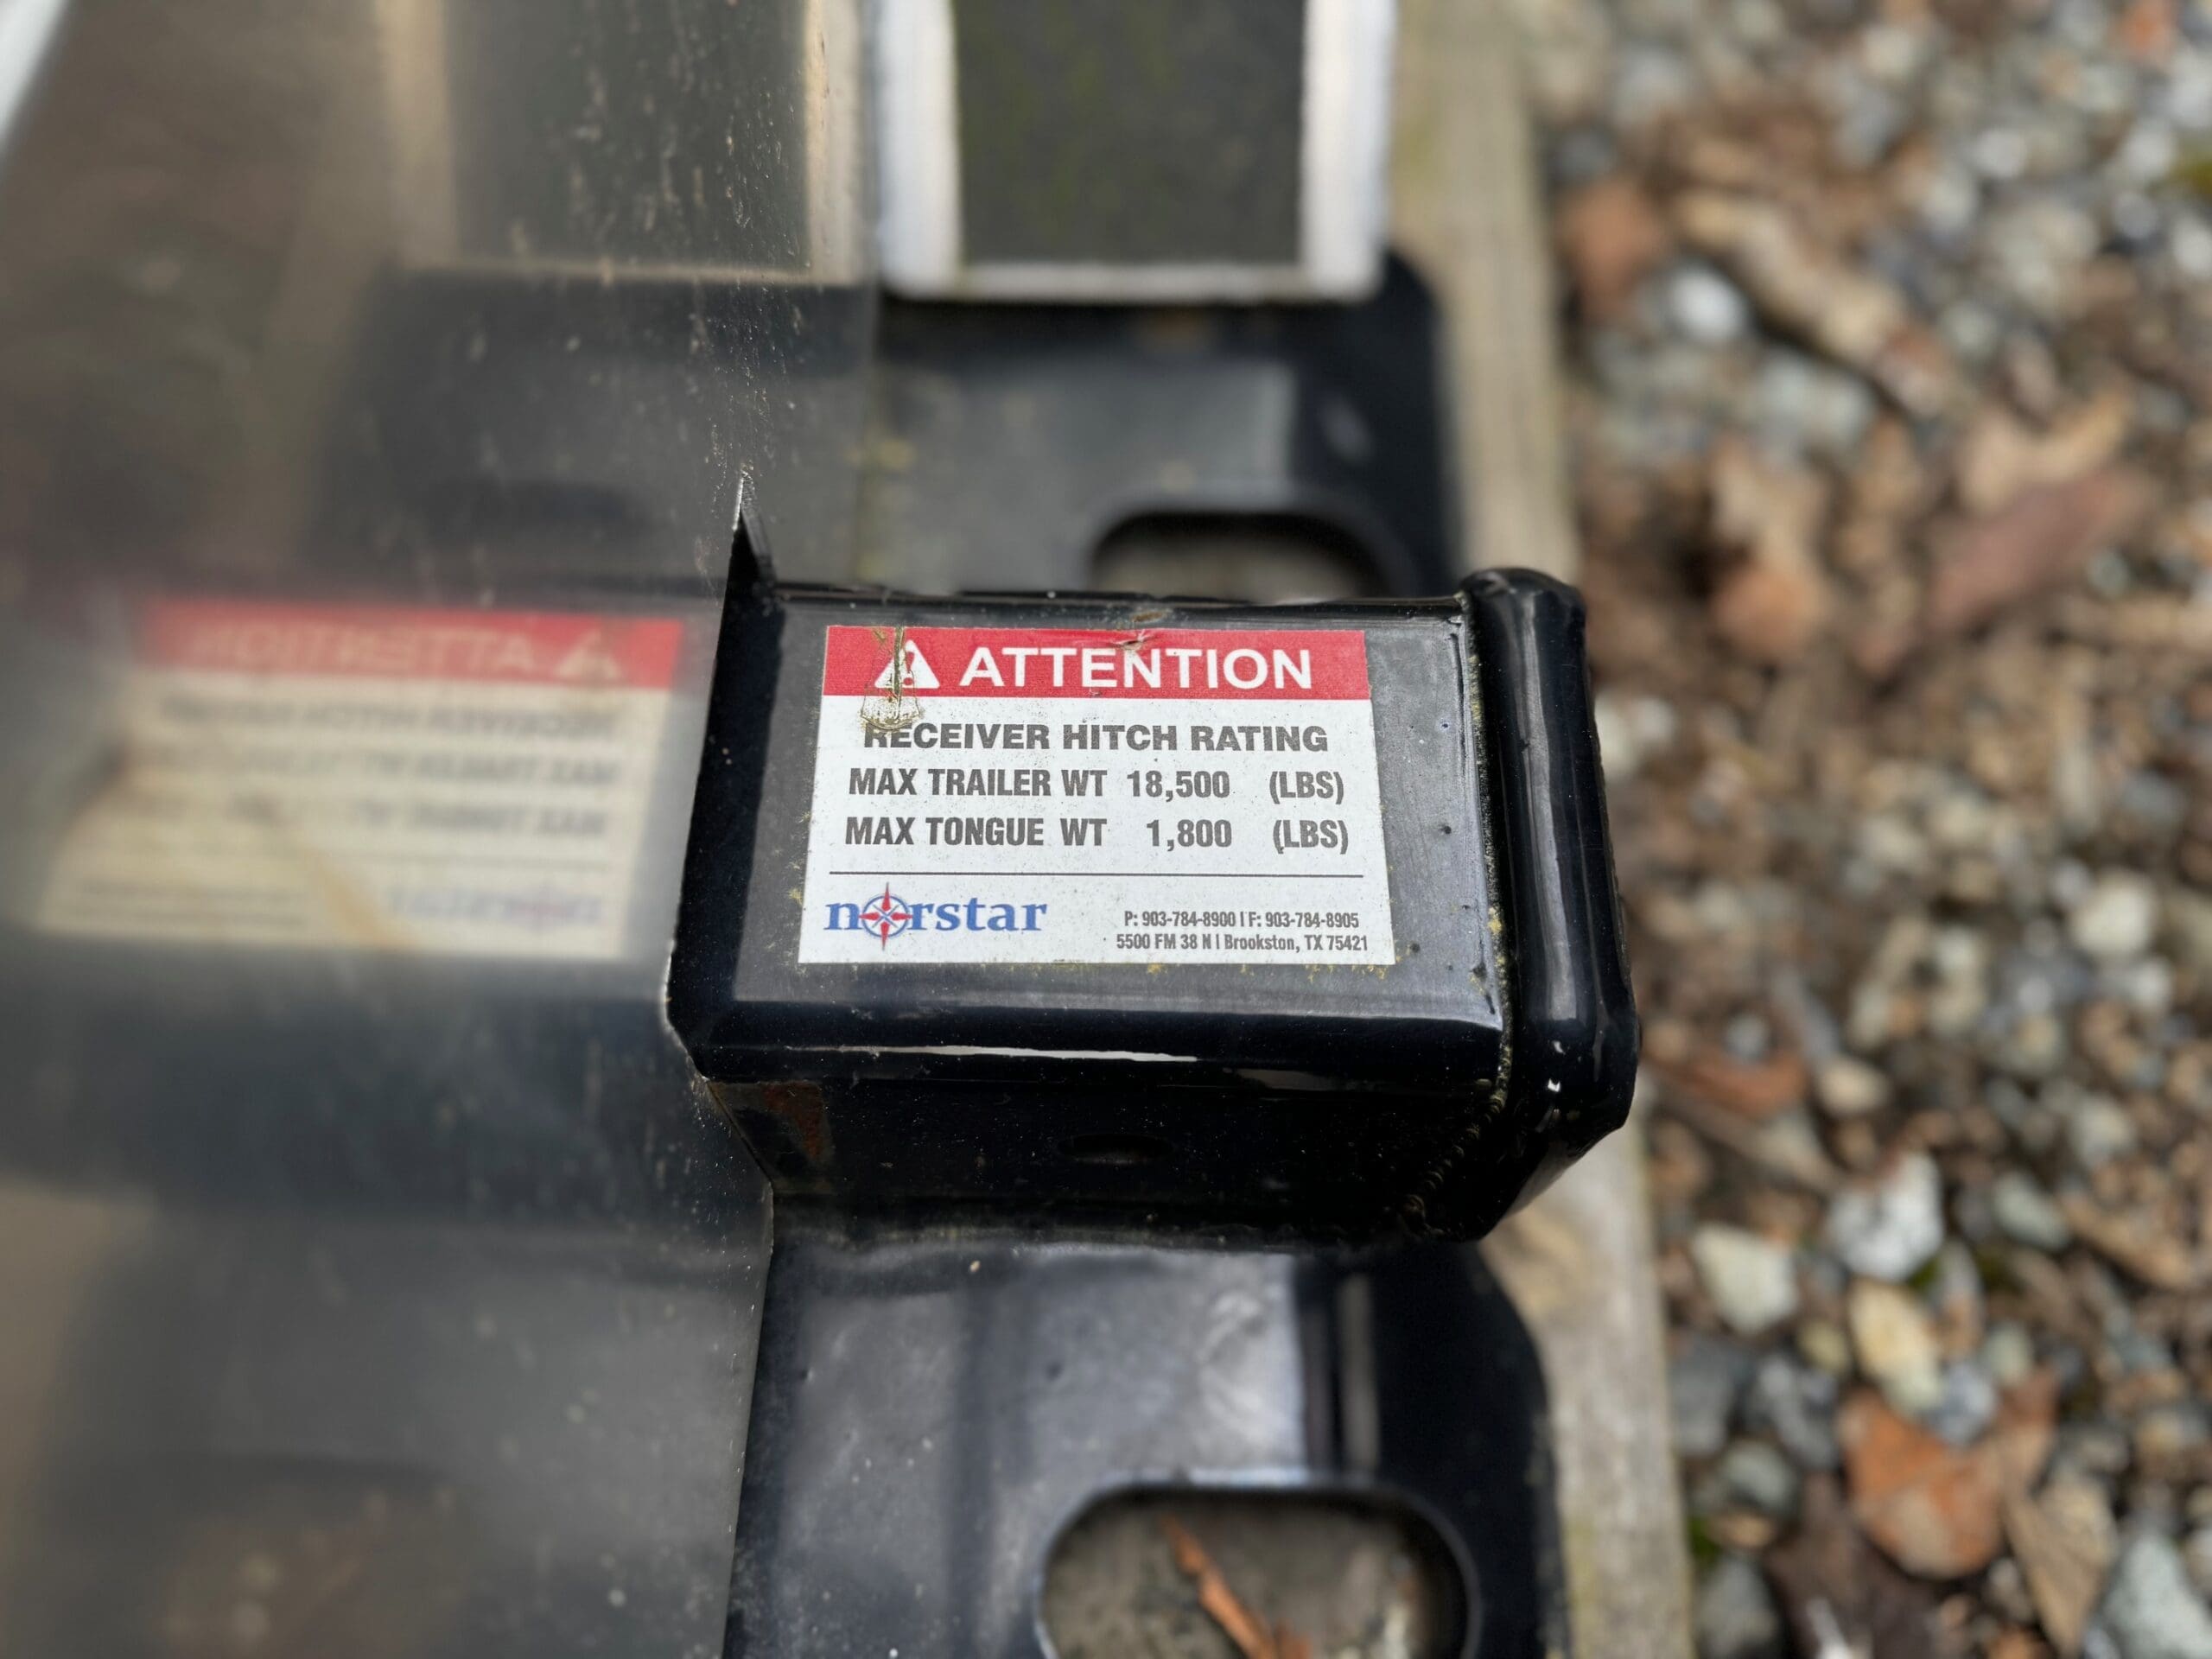 ATTENTION
RECEIVER HITCH RATING
MAX TRAILER WT 18,500 (LBS)
MAX TONGUE WT 1,800 (LBS)
norstar
P: 903-784-8900 | F: 903-784-8905
5500 FM 38 N | Brookston, TX 75421